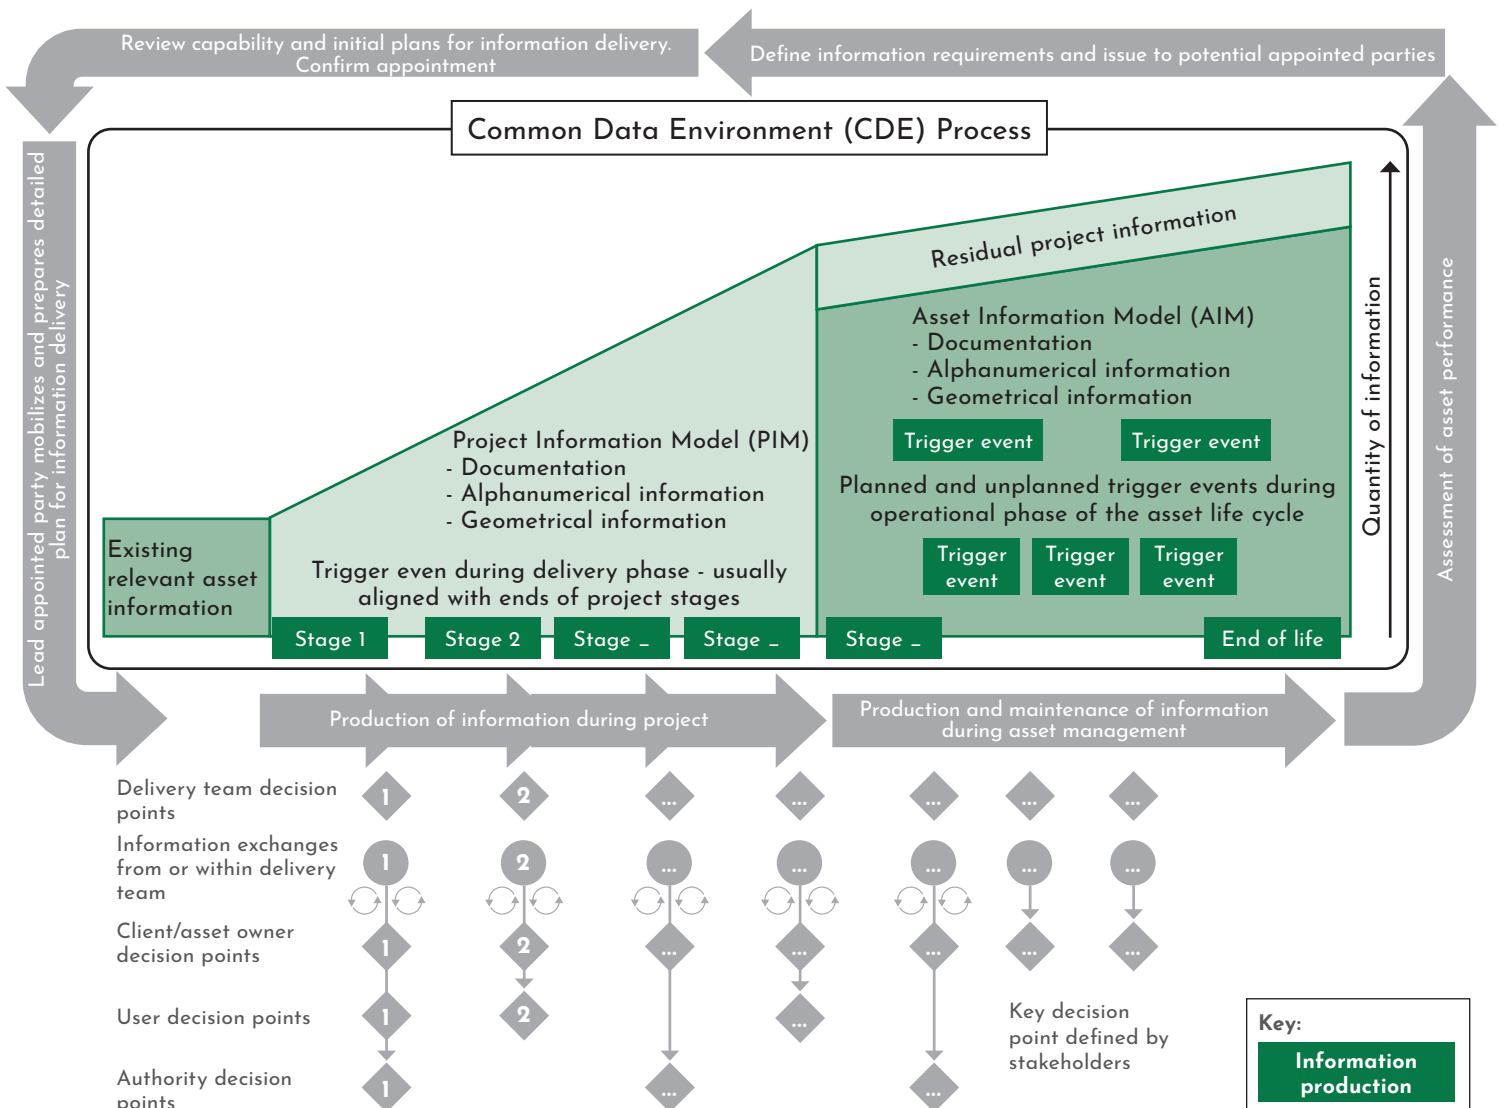 Review capability and initial plans for information delivery.
Confirm appointment
Define information requirements and issue to potential appointed parties
Common Data Environment (CDE) Process
Lead appointed party mobilizes and prepares detailed
plan for information delivery
Residual project information
Asset Information Model (AIM)
- Documentation
- Alphanumerical information
- Geometrical information
Trigger event
Trigger event
Planned and unplanned trigger events during
operational phase of the asset life cycle
Trigger
event
Trigger
event
Trigger
event
Project Information Model (PIM)
- Documentation
- Alphanumerical information
- Geometrical information
Trigger even during delivery phase - usually
aligned with ends of project stages
Existing
relevant asset
information
Stage 1
Stage 2
Stage _
Stage _
Stage _
End of life
Quantity of information
Assessment of asset performance
Production of information during project
Production and maintenance of information
during asset management
Delivery team decision
points
1
2
...
...
...
...
...
Information exchanges
from or within delivery
team
1
2
...
...
...
...
...
Client/asset owner
decision points
1
2
...
...
...
...
...
User decision points
1
2
...
Authority decision
points
1
...
...
Key decision
point defined by
stakeholders
Key:
Information
production